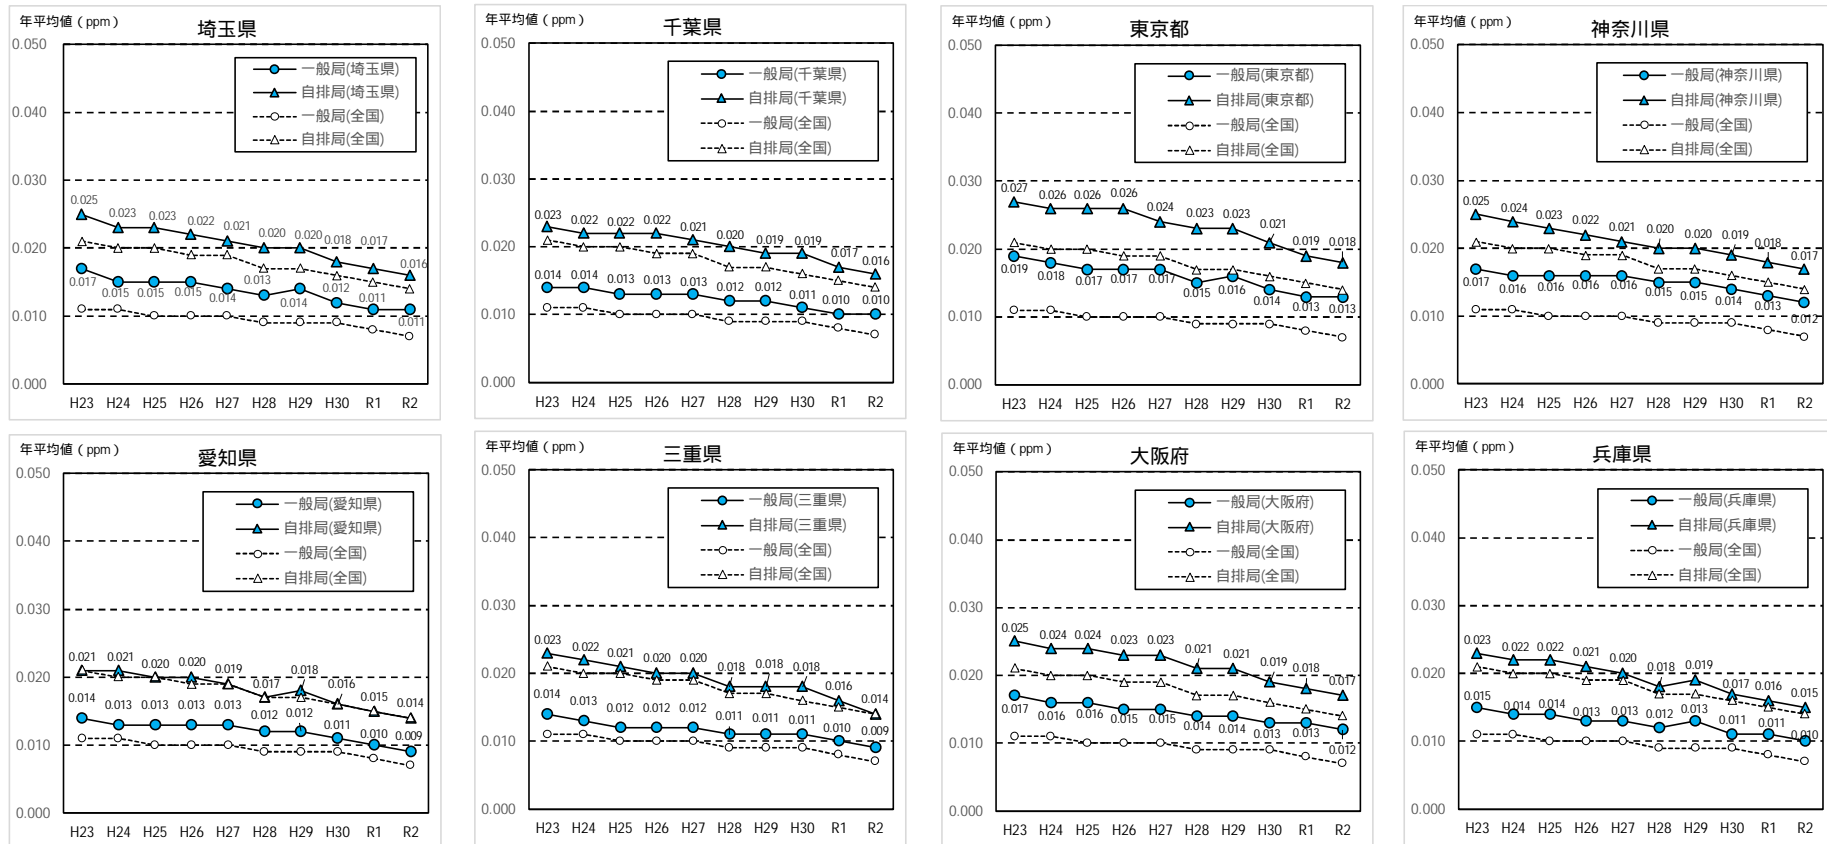 年平均値（ppm）
埼玉県
0.050
0.040
0.030
0.020
0.010
0.000
一般局(埼玉県)
自排局(埼玉県)
一般局(全国)
自排局(全国)
0.025 0.023 0.023 0.022 0.021 0.020 0.020 0.018 0.017 0.016
0.017 0.015 0.015 0.015 0.014 0.013 0.014 0.012 0.011 0.011
H23 H24 H25 H26 H27 H28 H29 H30 R1 R2
年平均値（ppm）
千葉県
0.050
0.040
0.030
0.020
0.010
0.000
一般局(千葉県)
自排局(千葉県)
一般局(全国)
自排局(全国)
0.023 0.022 0.022 0.022 0.021 0.020 0.019 0.019 0.017 0.016
0.014 0.014 0.013 0.013 0.013 0.012 0.012 0.011 0.010 0.010
H23 H24 H25 H26 H27 H28 H29 H30 R1 R2
年平均値（ppm）
東京都
0.050
0.040
0.030
0.020
0.010
0.000
一般局(東京都)
自排局(東京都)
一般局(全国)
自排局(全国)
0.027 0.026 0.026 0.026 0.024 0.023 0.023 0.021 0.019 0.018
0.019 0.018 0.017 0.017 0.017 0.015 0.016 0.014 0.013 0.013
H23 H24 H25 H26 H27 H28 H29 H30 R1 R2
年平均値（ppm）
神奈川県
0.050
0.040
0.030
0.020
0.010
0.000
一般局(神奈川県)
自排局(神奈川県)
一般局(全国)
自排局(全国)
0.025 0.024 0.023 0.022 0.021 0.020 0.020 0.019 0.018 0.017
0.017 0.016 0.016 0.016 0.016 0.015 0.015 0.014 0.013 0.012
H23 H24 H25 H26 H27 H28 H29 H30 R1 R2
年平均値（ppm）
愛知県
0.050
0.040
0.030
0.020
0.010
0.000
一般局(愛知県)
自排局(愛知県)
一般局(全国)
自排局(全国)
0.021 0.021 0.020 0.020 0.019 0.017 0.018 0.016 0.015 0.014
0.014 0.013 0.013 0.013 0.013 0.012 0.012 0.011 0.010 0.009
H23 H24 H25 H26 H27 H28 H29 H30 R1 R2
年平均値（ppm）
三重県
0.050
0.040
0.030
0.020
0.010
0.000
一般局(三重県)
自排局(三重県)
一般局(全国)
自排局(全国)
0.023 0.022 0.021 0.020 0.020 0.018 0.018 0.018 0.016 0.014
0.014 0.013 0.012 0.012 0.012 0.011 0.011 0.011 0.010 0.009
H23 H24 H25 H26 H27 H28 H29 H30 R1 R2
年平均値（ppm）
大阪府
0.050
0.040
0.030
0.020
0.010
0.000
一般局(大阪府)
自排局(大阪府)
一般局(全国)
自排局(全国)
0.025 0.024 0.024 0.023 0.023 0.021 0.021 0.019 0.018 0.017
0.017 0.016 0.016 0.015 0.015 0.014 0.014 0.013 0.013 0.012
H23 H24 H25 H26 H27 H28 H29 H30 R1 R2
年平均値（ppm）
兵庫県
0.050
0.040
0.030
0.020
0.010
0.000
一般局(兵庫県)
自排局(兵庫県)
一般局(全国)
自排局(全国)
0.023 0.022 0.022 0.021 0.020 0.018 0.019 0.017 0.016 0.015
0.015 0.014 0.014 0.013 0.013 0.012 0.013 0.011 0.011 0.010
H23 H24 H25 H26 H27 H28 H29 H30 R1 R2